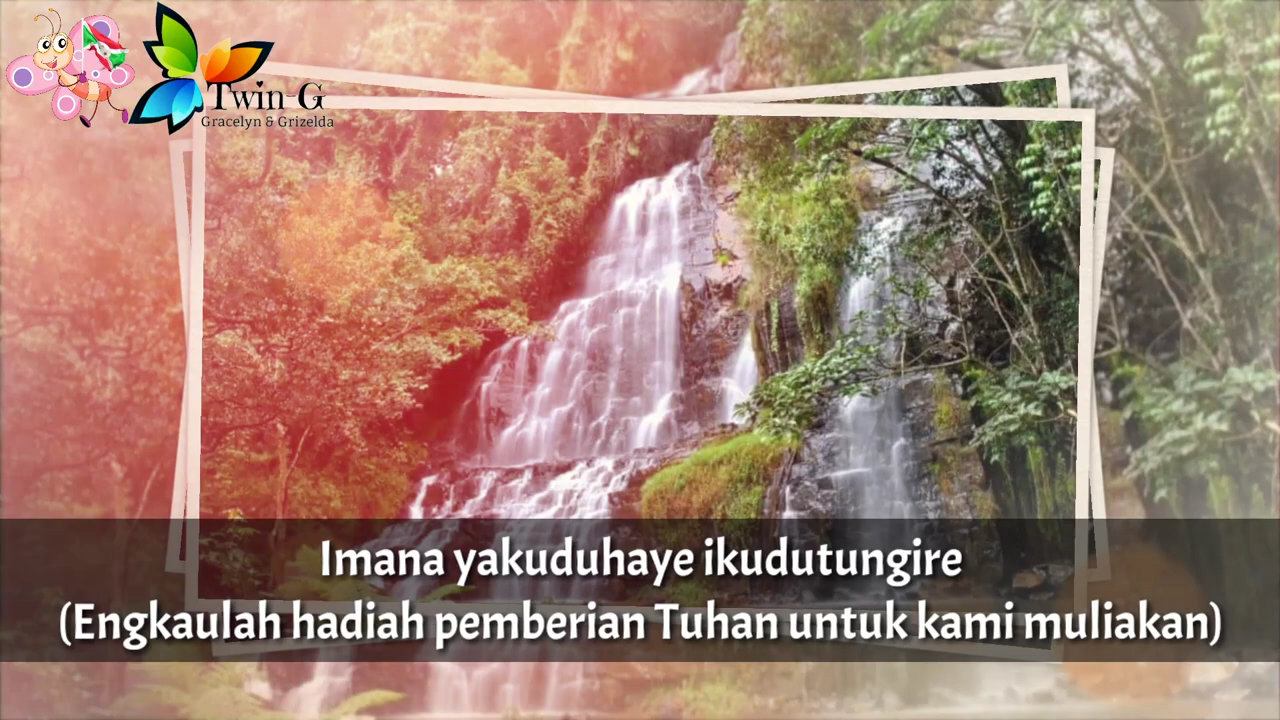 Twin-G
Gracelyn & Grizelda
Imana yakuduhaye ikudutungire
(Engkaulah hadiah pemberian Tuhan untuk kami muliakan)